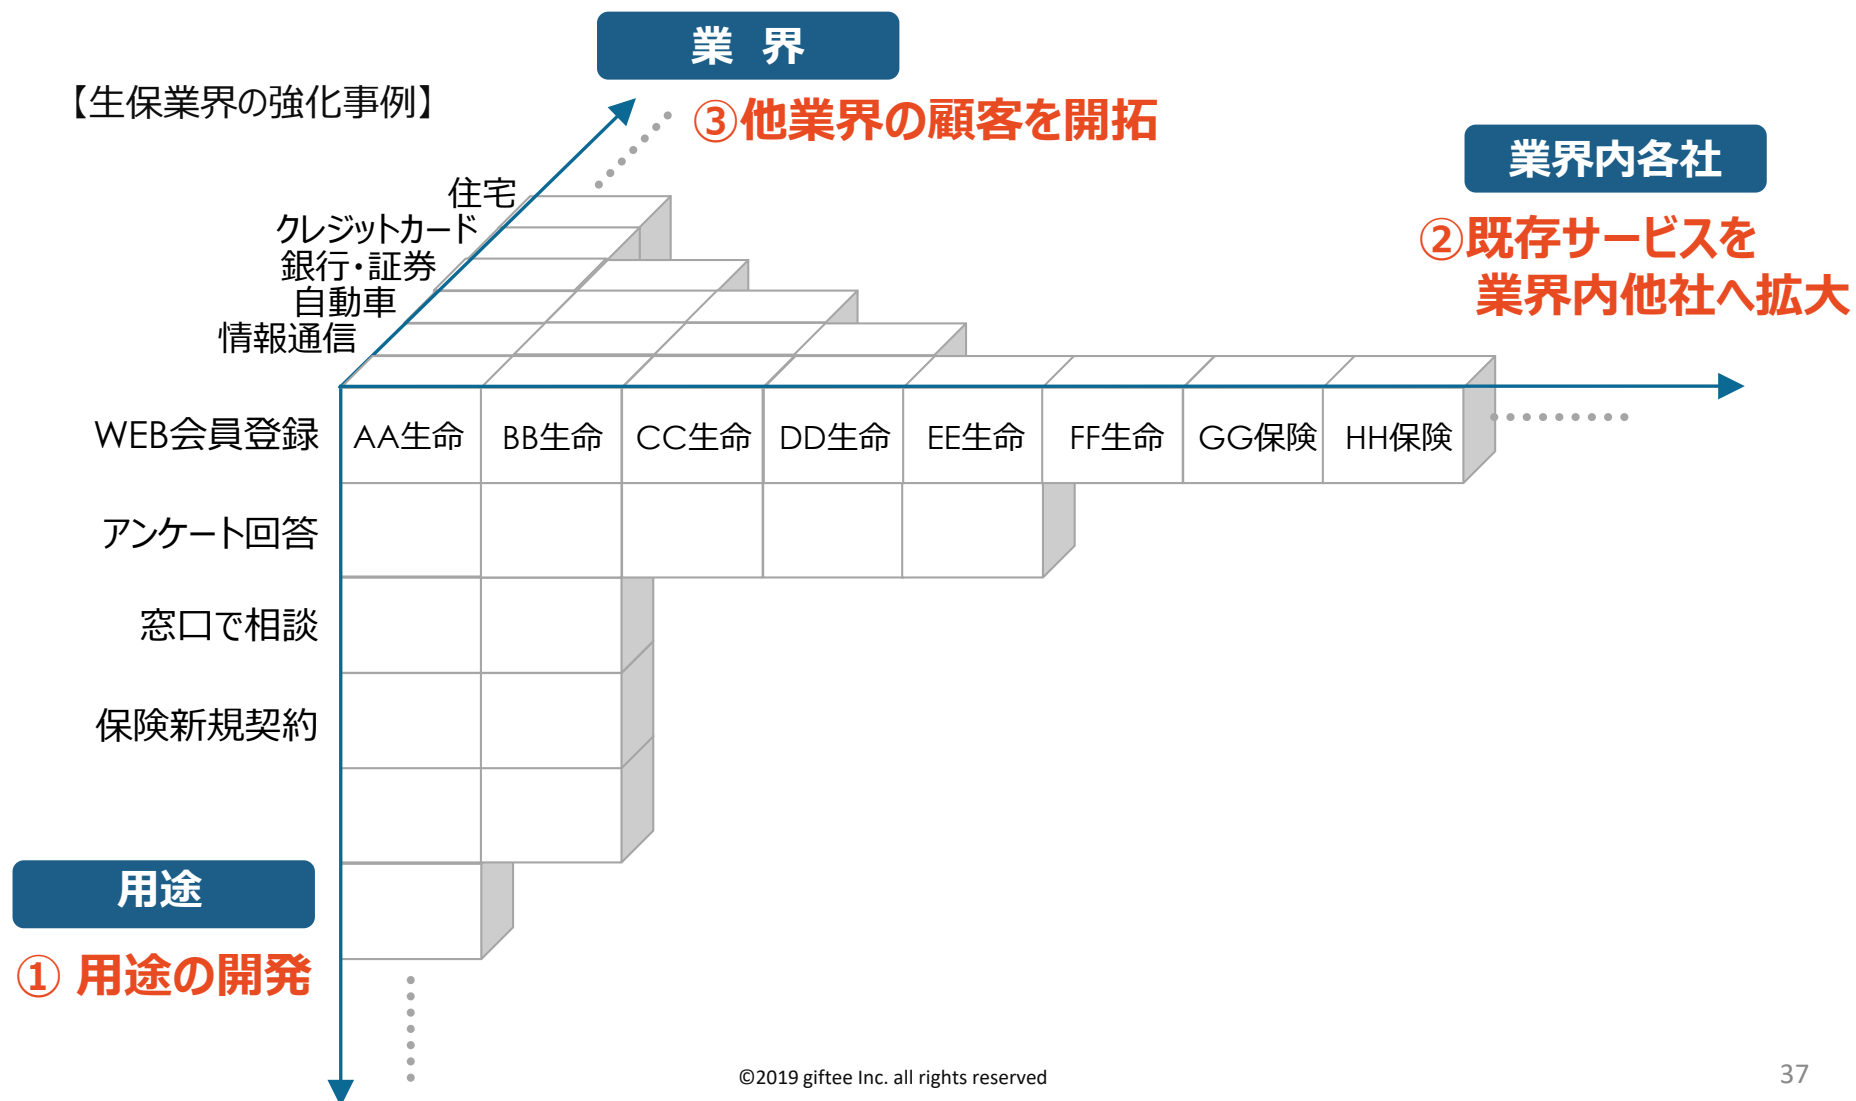 業 界
【生保業界の強化事例】
③他業界の顧客を開拓
業界内各社
②既存サービスを
業界内他社へ拡大
住宅
クレジットカード
銀行・証券
自動車
情報通信
WEB会員登録
AA生命
BB生命
CC生命
DD生命
EE生命
FF生命
GG保険
HH保険
アンケート回答
窓口で相談
保険新規契約
用途
① 用途の開発
©2019 giftee Inc. all rights reserved
37